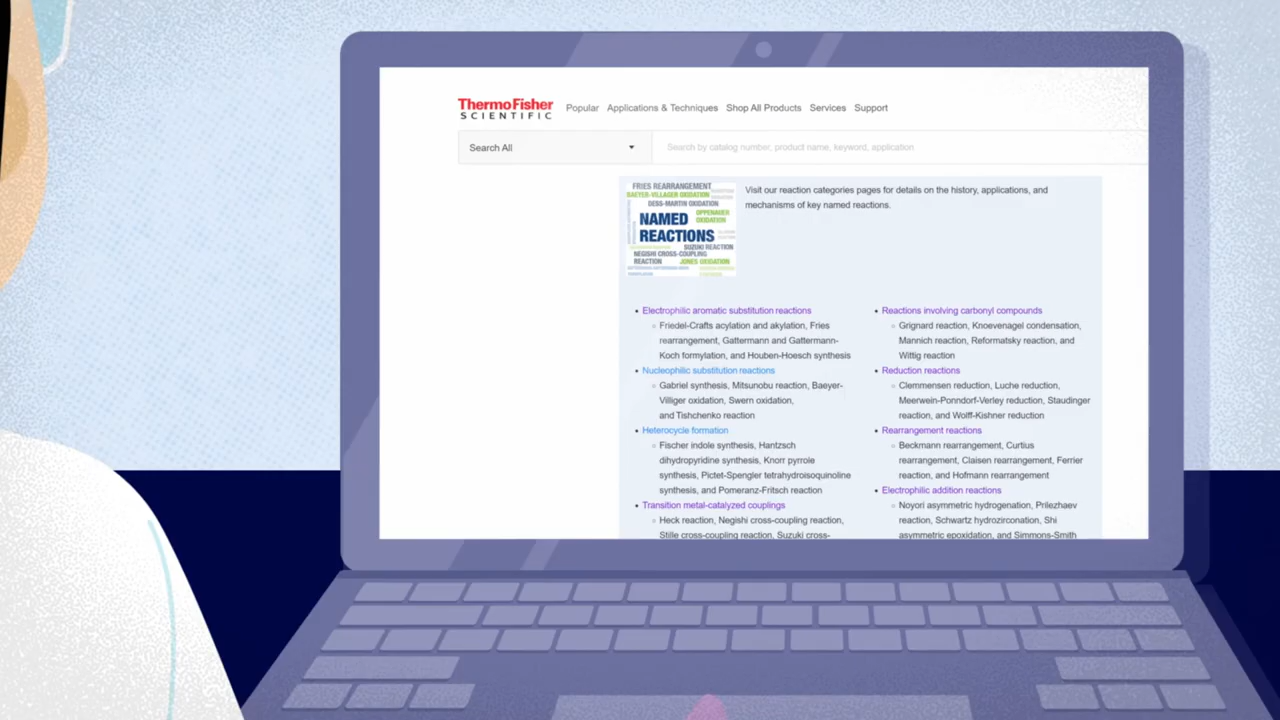 ThermoFisher
SCIENTIFIC
Popular Applications & Techniques Shop All Products Services Support
Search All
Search by catalog number, product name, keyword, application
FRIES REARRANGEMENT
BAEYER-VILLIGER OXIDATION
DESS-MARTIN OXIDATION
NAMED
OPPENAUER
OXIDATION
REACTIONS
SUZUKI REACTION
NEGISHI CROSS-COUPLING
REACTION
JONES OXIDATION
Visit our reaction categories pages for details on the history, applications, and
mechanisms of key named reactions.
• Electrophilic aromatic substitution reactions
Friedel-Crafts acylation and akylation, Fries
rearrangement, Gattermann and Gattermann-
Koch formylation, and Houben-Hoesch synthesis
• Nucleophilic substitution reactions
Gabriel synthesis, Mitsunobu reaction, Baeyer-
Villiger oxidation, Swern oxidation,
and Tishchenko reaction
• Heterocycle formation
Fischer indole synthesis, Hantzsch
dihydropyridine synthesis, Knorr pyrrole
synthesis, Pictet-Spengler tetrahydroisoquinoline
synthesis, and Pomeranz-Fritsch reaction
• Transition metal-catalyzed couplings
Heck reaction, Negishi cross-coupling reaction,
Stille cross-coupling reaction, Suzuki cross-
• Reactions involving carbonyl compounds
Grignard reaction, Knoevenagel condensation,
Mannich reaction, Reformatsky reaction, and
Wittig reaction
• Reduction reactions
Clemmensen reduction, Luche reduction,
Meerwein-Ponndorf-Verley reduction, Staudinger
reaction, and Wolff-Kishner reduction
• Rearrangement reactions
Beckmann rearrangement, Curtius
rearrangement, Claisen rearrangement, Ferrier
reaction, and Hofmann rearrangement
• Electrophilic addition reactions
Noyori asymmetric hydrogenation, Prilezhaev
reaction, Schwartz hydrozirconation, Shi
asymmetric epoxidation, and Simmons-Smith